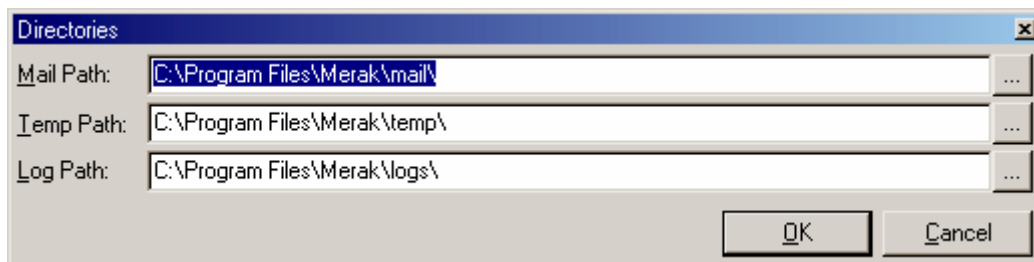 Directories
Mail Path: C:\Program Files\Merak\mail\ ...
Temp Path: C:\Program Files\Merak\temp\ ...
Log Path: C:\Program Files\Merak\logs\ ...
OK Cancel